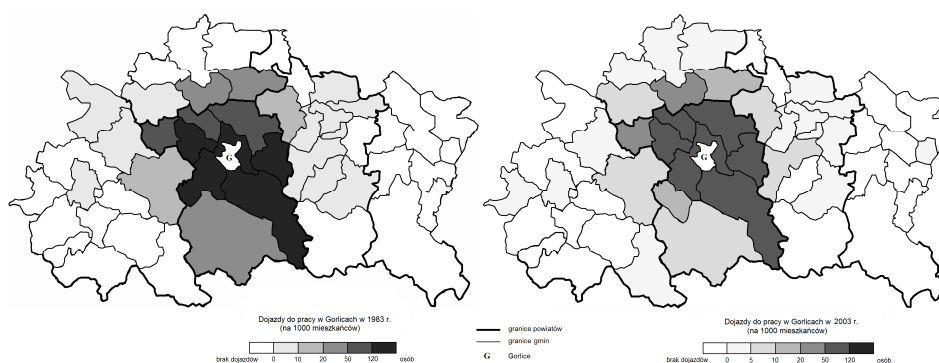 G
G
Dojazdy do pracy w Gorlicach w 1983 r.
(na 1000 mieszkańców)
brak dojazdów 0 10 20 50 120 osób
granice powiatów
granice gmin
G Gorlice
Dojazdy do pracy w Gorlicach w 2003 r.
(na 1000 mieszkańców)
brak dojazdów 0 5 10 20 50 120 osób